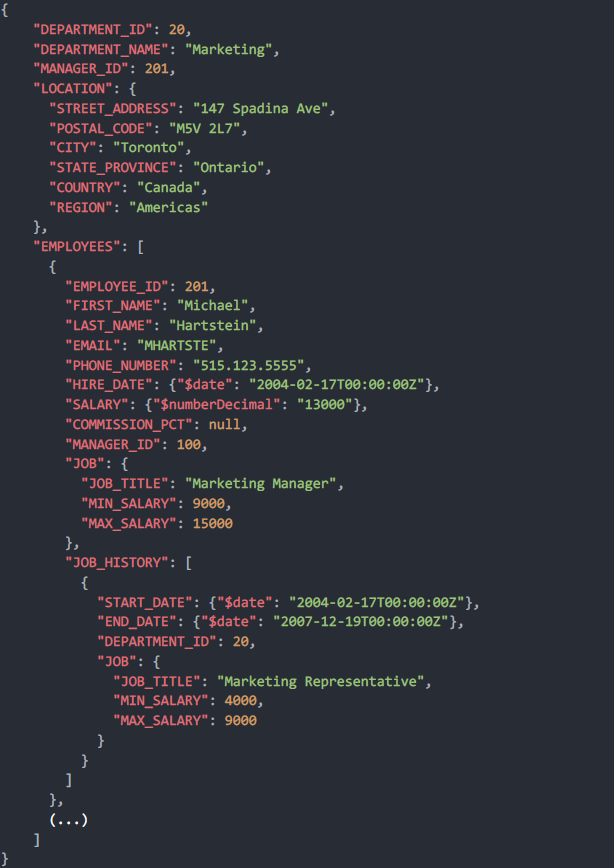 {
    "DEPARTMENT_ID": 20,
    "DEPARTMENT_NAME": "Marketing",
    "MANAGER_ID": 201,
    "LOCATION": {
      "STREET_ADDRESS": "147 Spadina Ave",
      "POSTAL_CODE": "M5V 2L7",
      "CITY": "Toronto",
      "STATE_PROVINCE": "Ontario",
      "COUNTRY": "Canada",
      "REGION": "Americas"
    },
    "EMPLOYEES": [
      {
        "EMPLOYEE_ID": 201,
        "FIRST_NAME": "Michael",
        "LAST_NAME": "Hartstein",
        "EMAIL": "MHARTSTE",
        "PHONE_NUMBER": "515.123.5555",
        "HIRE_DATE": {"$date": "2004-02-17T00:00:00Z"},
        "SALARY": {"$numberDecimal": "13000"},
        "COMMISSION_PCT": null,
        "MANAGER_ID": 100,
        "JOB": {
          "JOB_TITLE": "Marketing Manager",
          "MIN_SALARY": 9000,
          "MAX_SALARY": 15000
        },
        "JOB_HISTORY": [
          {
            "START_DATE": {"$date": "2004-02-17T00:00:00Z"},
            "END_DATE": {"$date": "2007-12-19T00:00:00Z"},
            "DEPARTMENT_ID": 20,
            "JOB": {
              "JOB_TITLE": "Marketing Representative",
              "MIN_SALARY": 4000,
              "MAX_SALARY": 9000
            }
          }
        ]
      },
      (...)
    ]
}